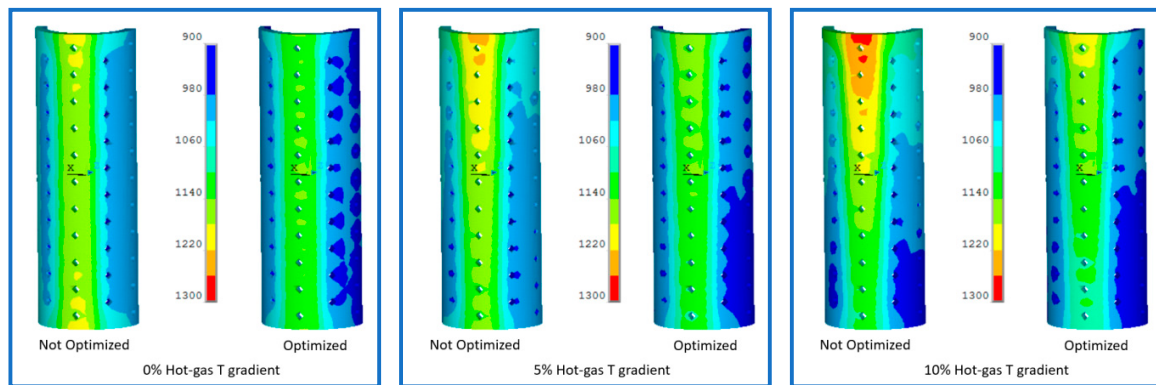 900
980
1060
1140
1220
1300
X
X
Not Optimized
Optimized
0% Hot-gas T gradient
900
980
1060
1140
1220
1300
X
X
Not Optimized
Optimized
5% Hot-gas T gradient
900
980
1060
1140
1220
1300
X
X
Not Optimized
Optimized
10% Hot-gas T gradient